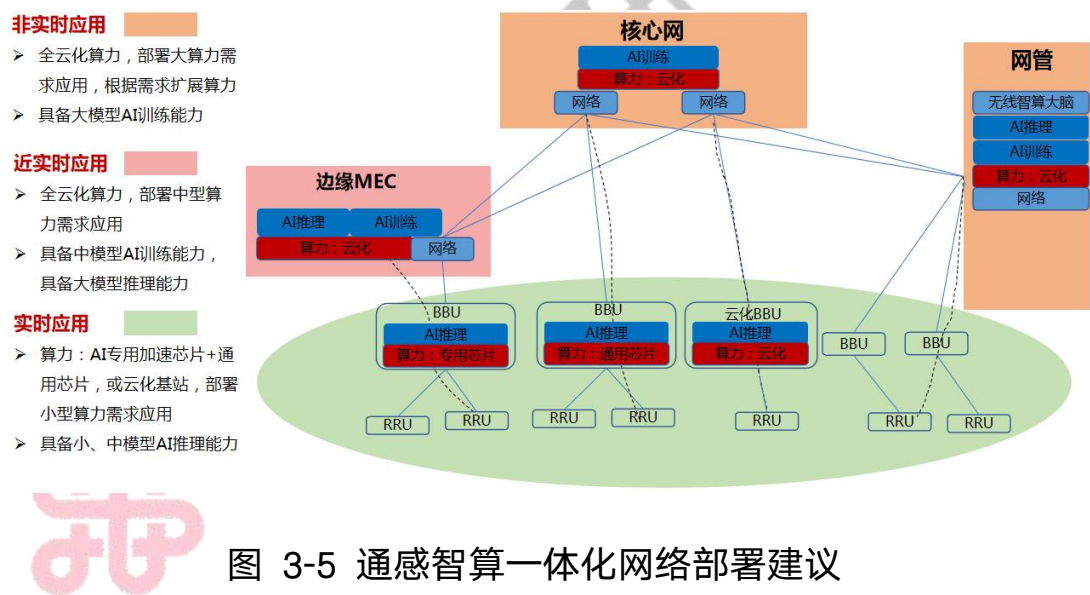 非实时应用
➢ 全云化算力，部署大算力需
求应用，根据需求扩展算力
➢ 具备大模型AI训练能力
近实时应用
➢ 全云化算力，部署中型算
力需求应用
➢ 具备中模型AI训练能力，
具备大模型推理能力
实时应用
➢ 算力：AI专用加速芯片+通
用芯片，或云化基站，部署
小型算力需求应用
➢ 具备小、中模型AI推理能力
核心网
AI训练
算力：云化
网络 网络
网管
无线智算大脑
AI推理
AI训练
算力：云化
网络
边缘MEC
AI推理 AI训练
算力：云化 网络
BBU
AI推理
算力：专用芯片
BBU
AI推理
算力：通用芯片
云化BBU
AI推理
算力：云化
BBU BBU
RRU RRU RRU RRU RRU RRU RRU
图 3-5 通感智算一体化网络部署建议